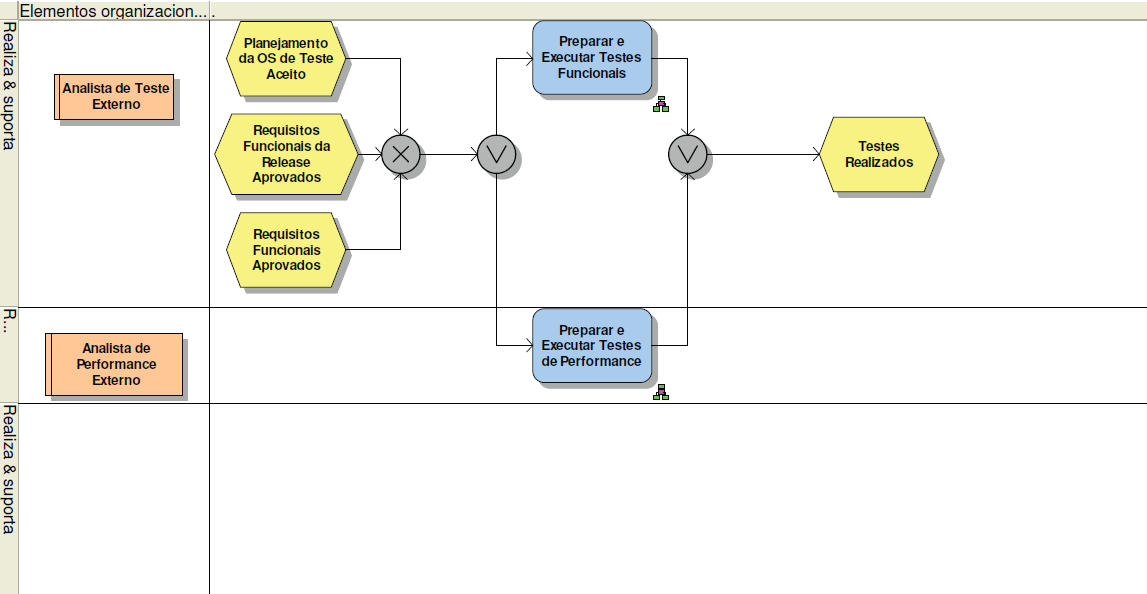 Elementos organizacion... .
Realiza & suporta
Analista de Teste
Externo
Planejamento
da OS de Teste
Aceito
Requisitos
Funcionais da
Release
Aprovados
Requisitos
Funcionais
Aprovados
Preparar e
Executar Testes
Funcionais
Testes
Realizados
R...
Analista de
Performance
Externo
Preparar e
Executar Testes
de Performance
Realiza & suporta